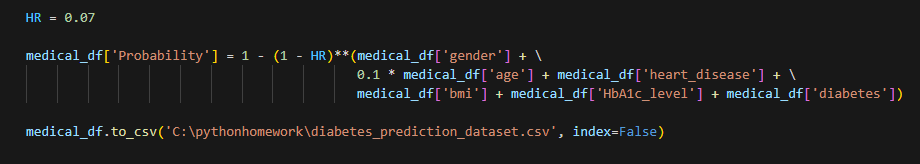 HR = 0.07
medical_df['Probability'] = 1 - (1 - HR)**(medical_df['gender'] + \
0.1 * medical_df['age'] + medical_df['heart_disease'] + \
medical_df['bmi'] + medical_df['HbA1c_level'] + medical_df['diabetes'])
medical_df.to_csv('C:\pythonhomework\diabetes_prediction_dataset.csv', index=False)